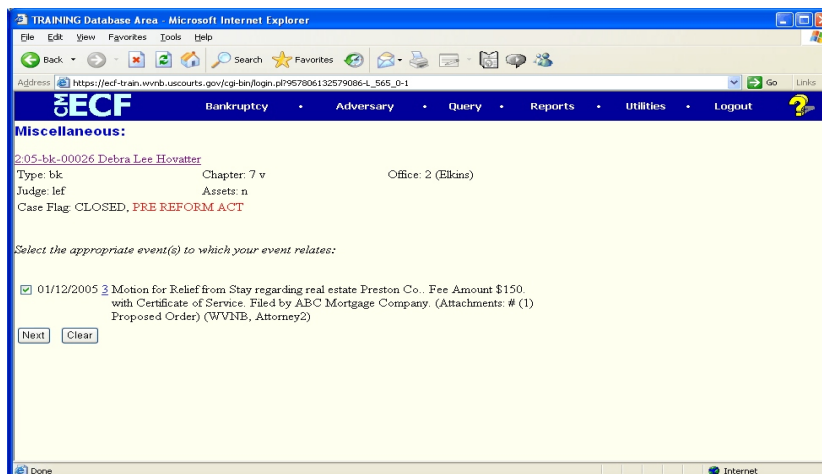 TRAINING Database Area - Microsoft Internet Explorer
File Edit View Favorites Tools Help
Back Search Favorites
Address https://ecf-train.wvnb.uscourts.gov/cgi-bin/login.pl?957806132579086-L_565_0-1 Go Links
CM ECF Bankruptcy • Adversary • Query • Reports • Utilities • Logout ?
Miscellaneous:
2:05-bk-00026 Debra Lee Hovatter
Type: bk Chapter: 7 v Office: 2 (Elkins)
Judge: lef Assets: n
Case Flag: CLOSED, PRE REFORM ACT
Select the appropriate event(s) to which your event relates:
01/12/2005 3 Motion for Relief from Stay regarding real estate Preston Co.. Fee Amount $150.
with Certificate of Service. Filed by ABC Mortgage Company. (Attachments: # (1)
Proposed Order) (WVNB, Attorney2)
Next Clear
Done Internet